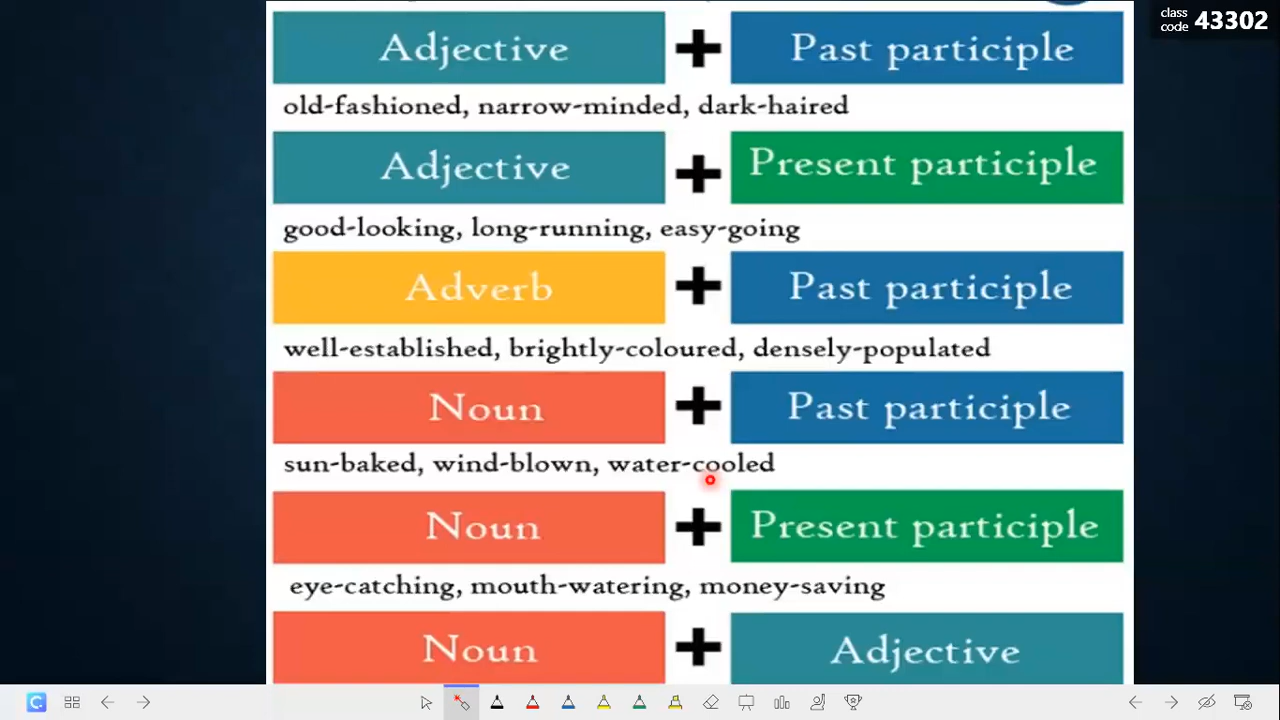 class
code 43302
Adjective + Past participle
old-fashioned, narrow-minded, dark-haired
Adjective + Present participle
good-looking, long-running, easy-going
Adverb + Past participle
well-established, brightly-coloured, densely-populated
Noun + Past participle
sun-baked, wind-blown, water-cooled
Noun + Present participle
eye-catching, mouth-watering, money-saving
Noun + Adjective